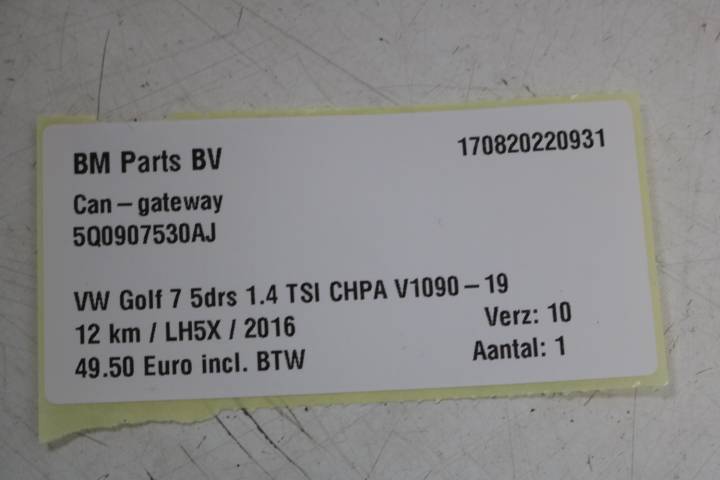 BM Parts BV 170820220931
Can – gateway
5Q0907530AJ
VW Golf 7 5drs 1.4 TSI CHPA V1090 – 19
12 km / LH5X / 2016 Verz: 10
49.50 Euro incl. BTW Aantal: 1